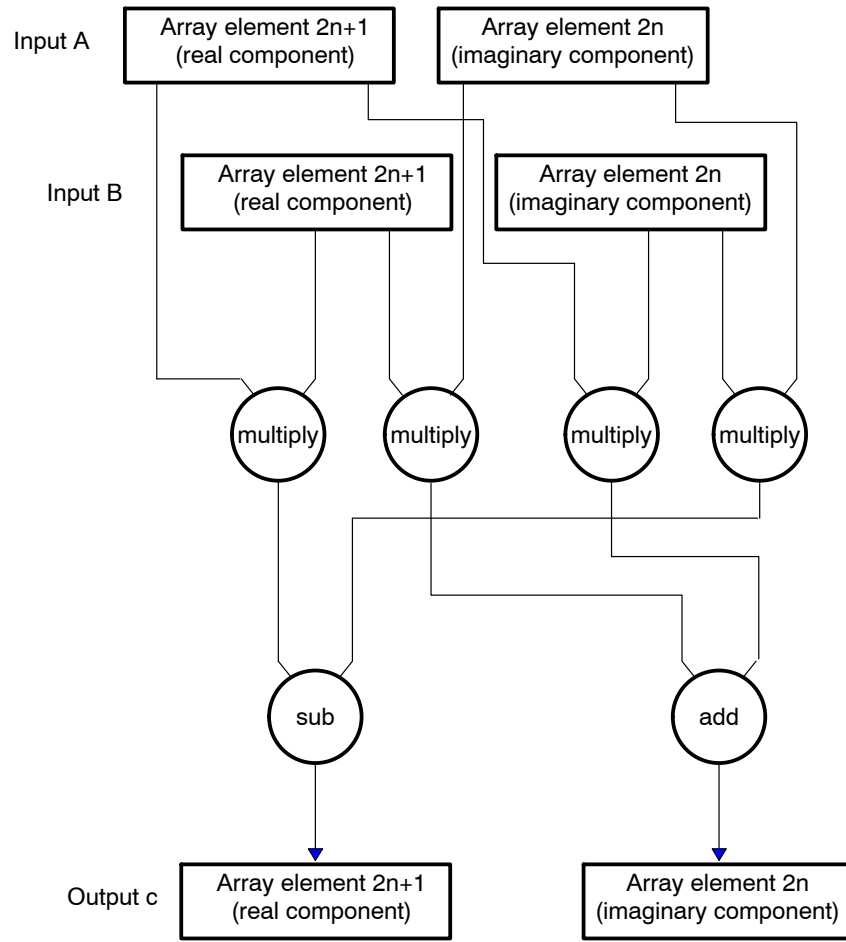 Input A
Array element 2n+1
(real component)
Array element 2n
(imaginary component)
Input B
Array element 2n+1
(real component)
Array element 2n
(imaginary component)
multiply
multiply
multiply
multiply
sub
add
Output c
Array element 2n+1
(real component)
Array element 2n
(imaginary component)